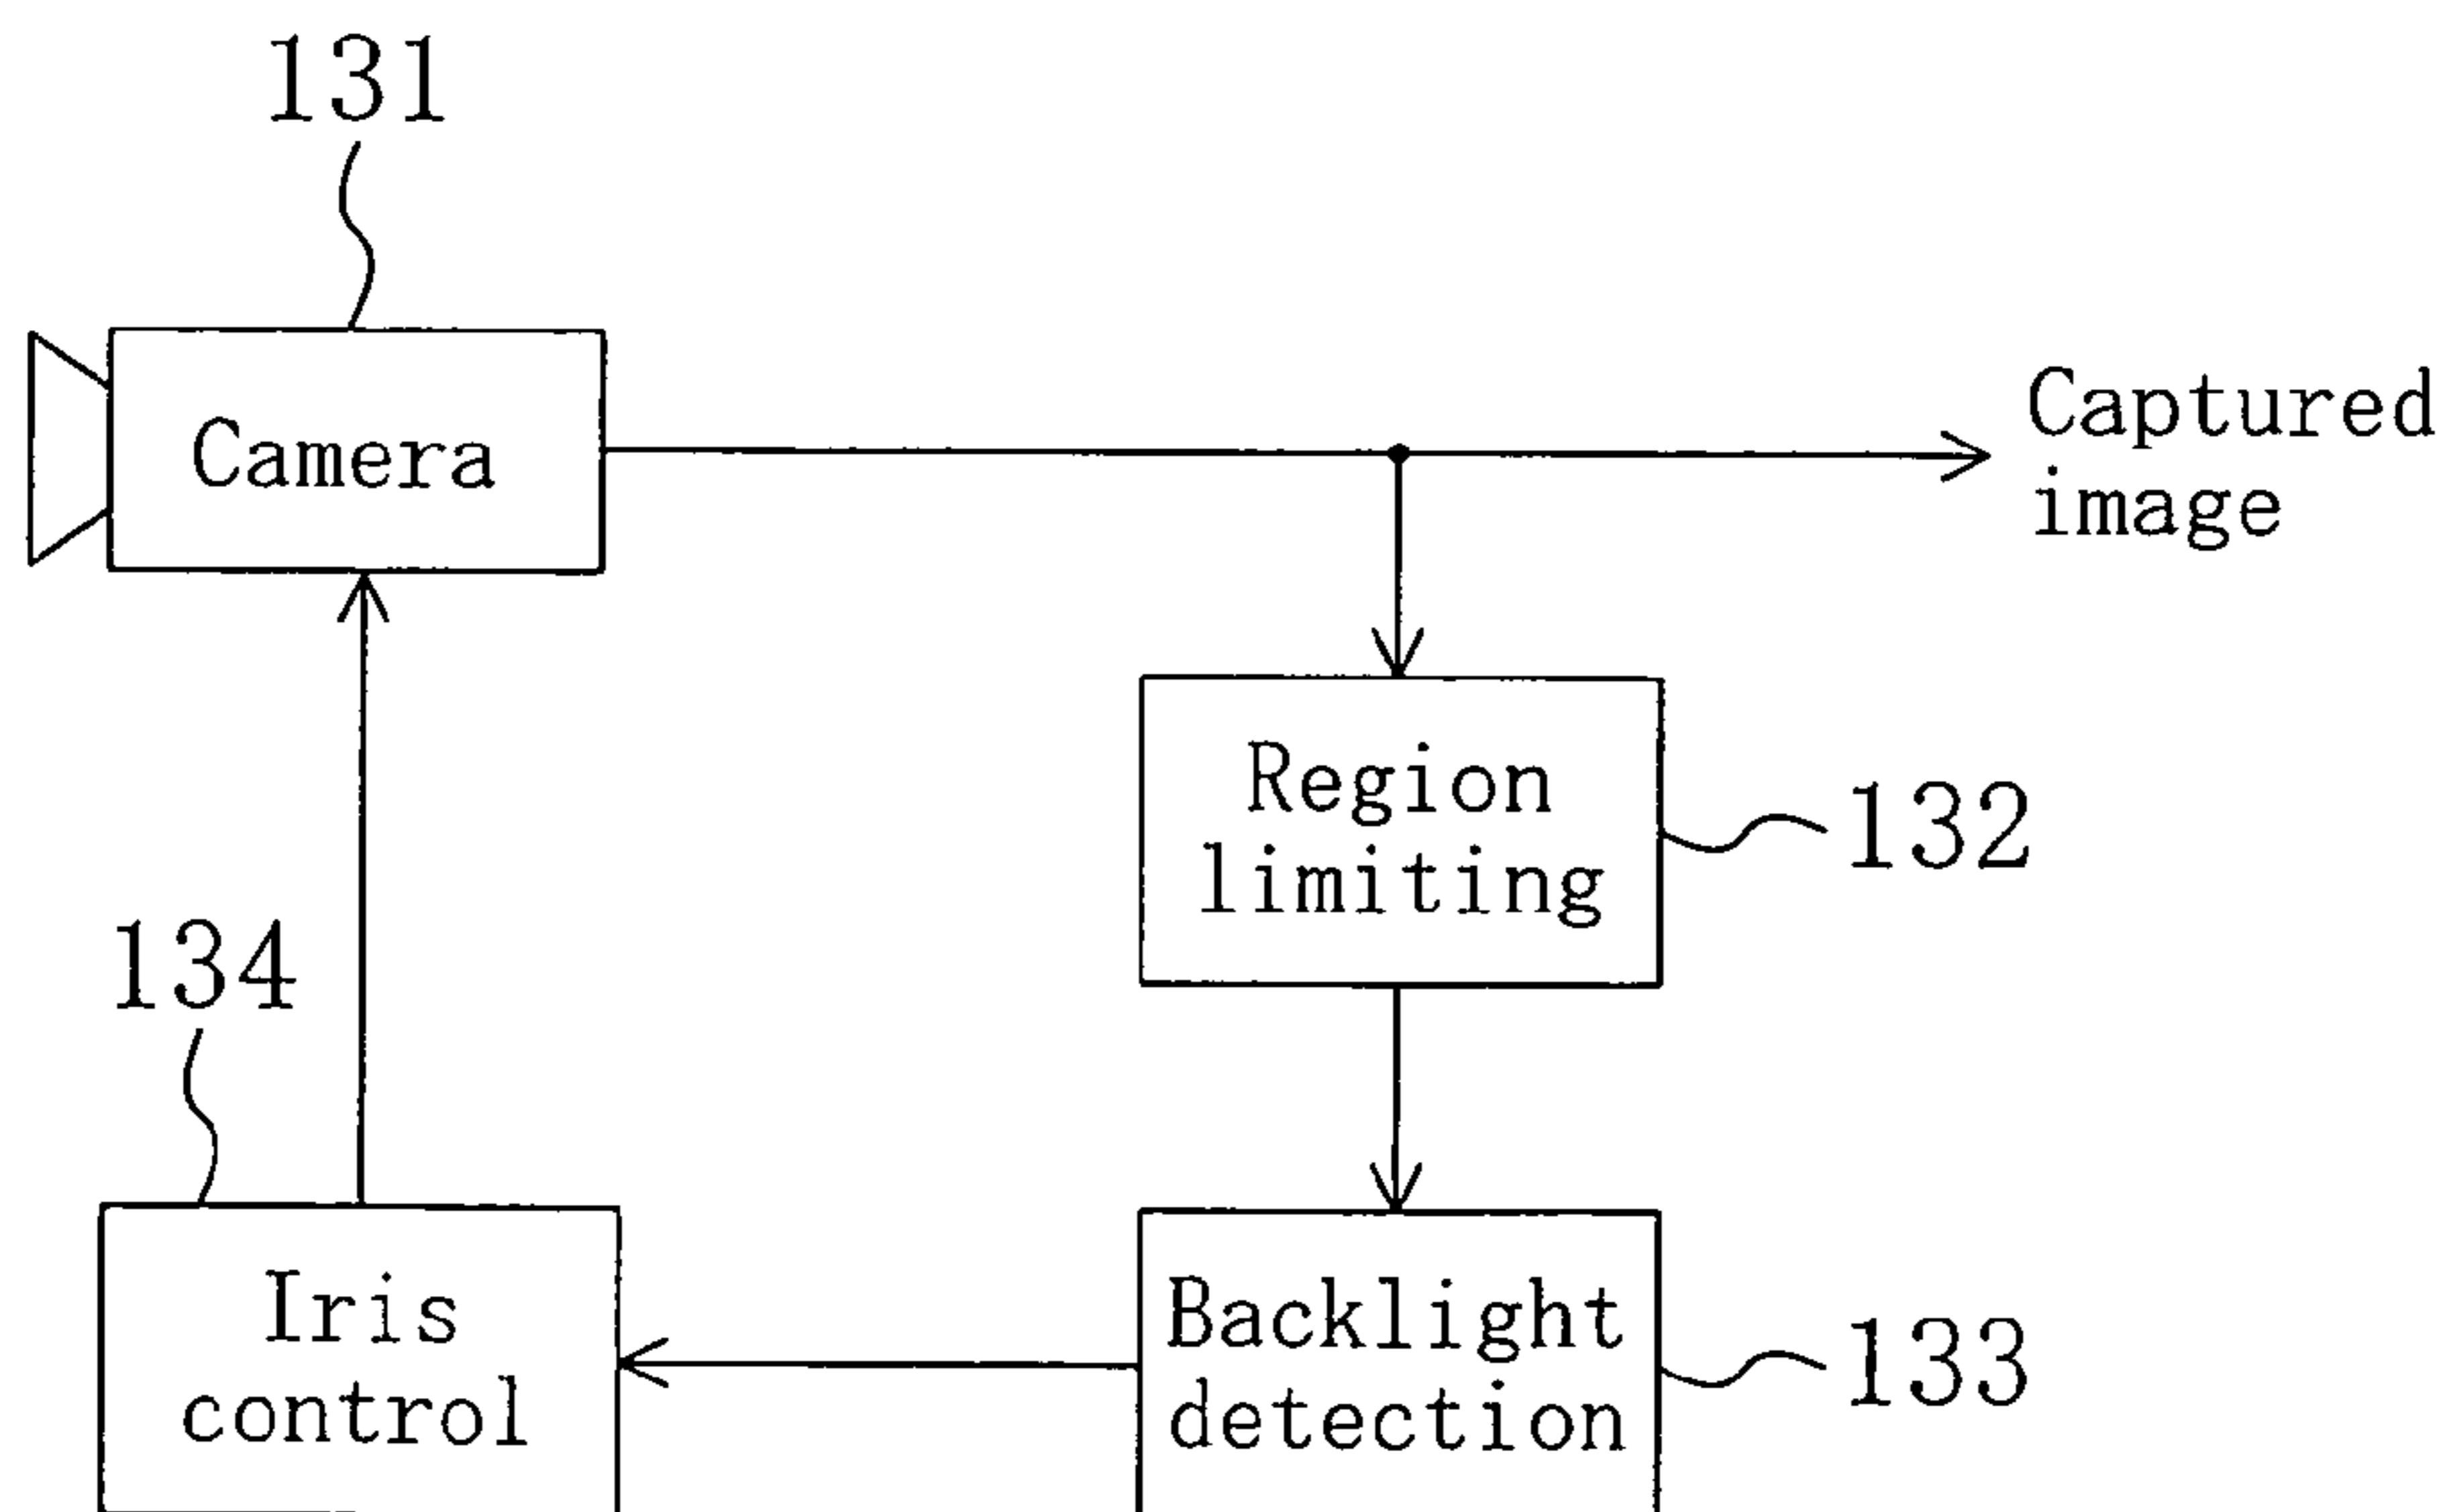 131
Camera
Captured
image
Region
limiting
132
134
Iris
control
Backlight
detection
133